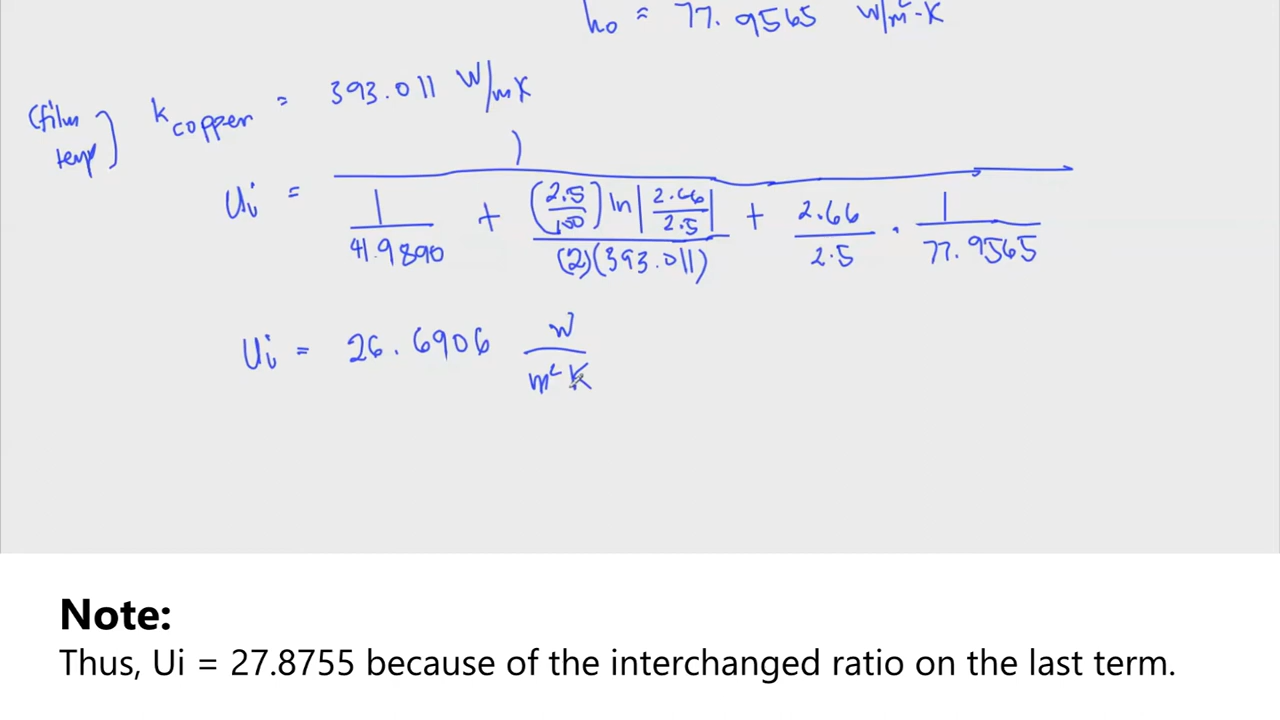 ho = 77.9565 W/m²-K
(film temp) k copper = 393.011 W/mK
Ui = 1 / ( 1/41.9890 + (2.5/100) ln|2.66/2.5| / (2)(393.011) + 2.66/2.5 · 1/77.9565 )
Ui = 26.6906 W/m²K
Note:
Thus, Ui = 27.8755 because of the interchanged ratio on the last term.